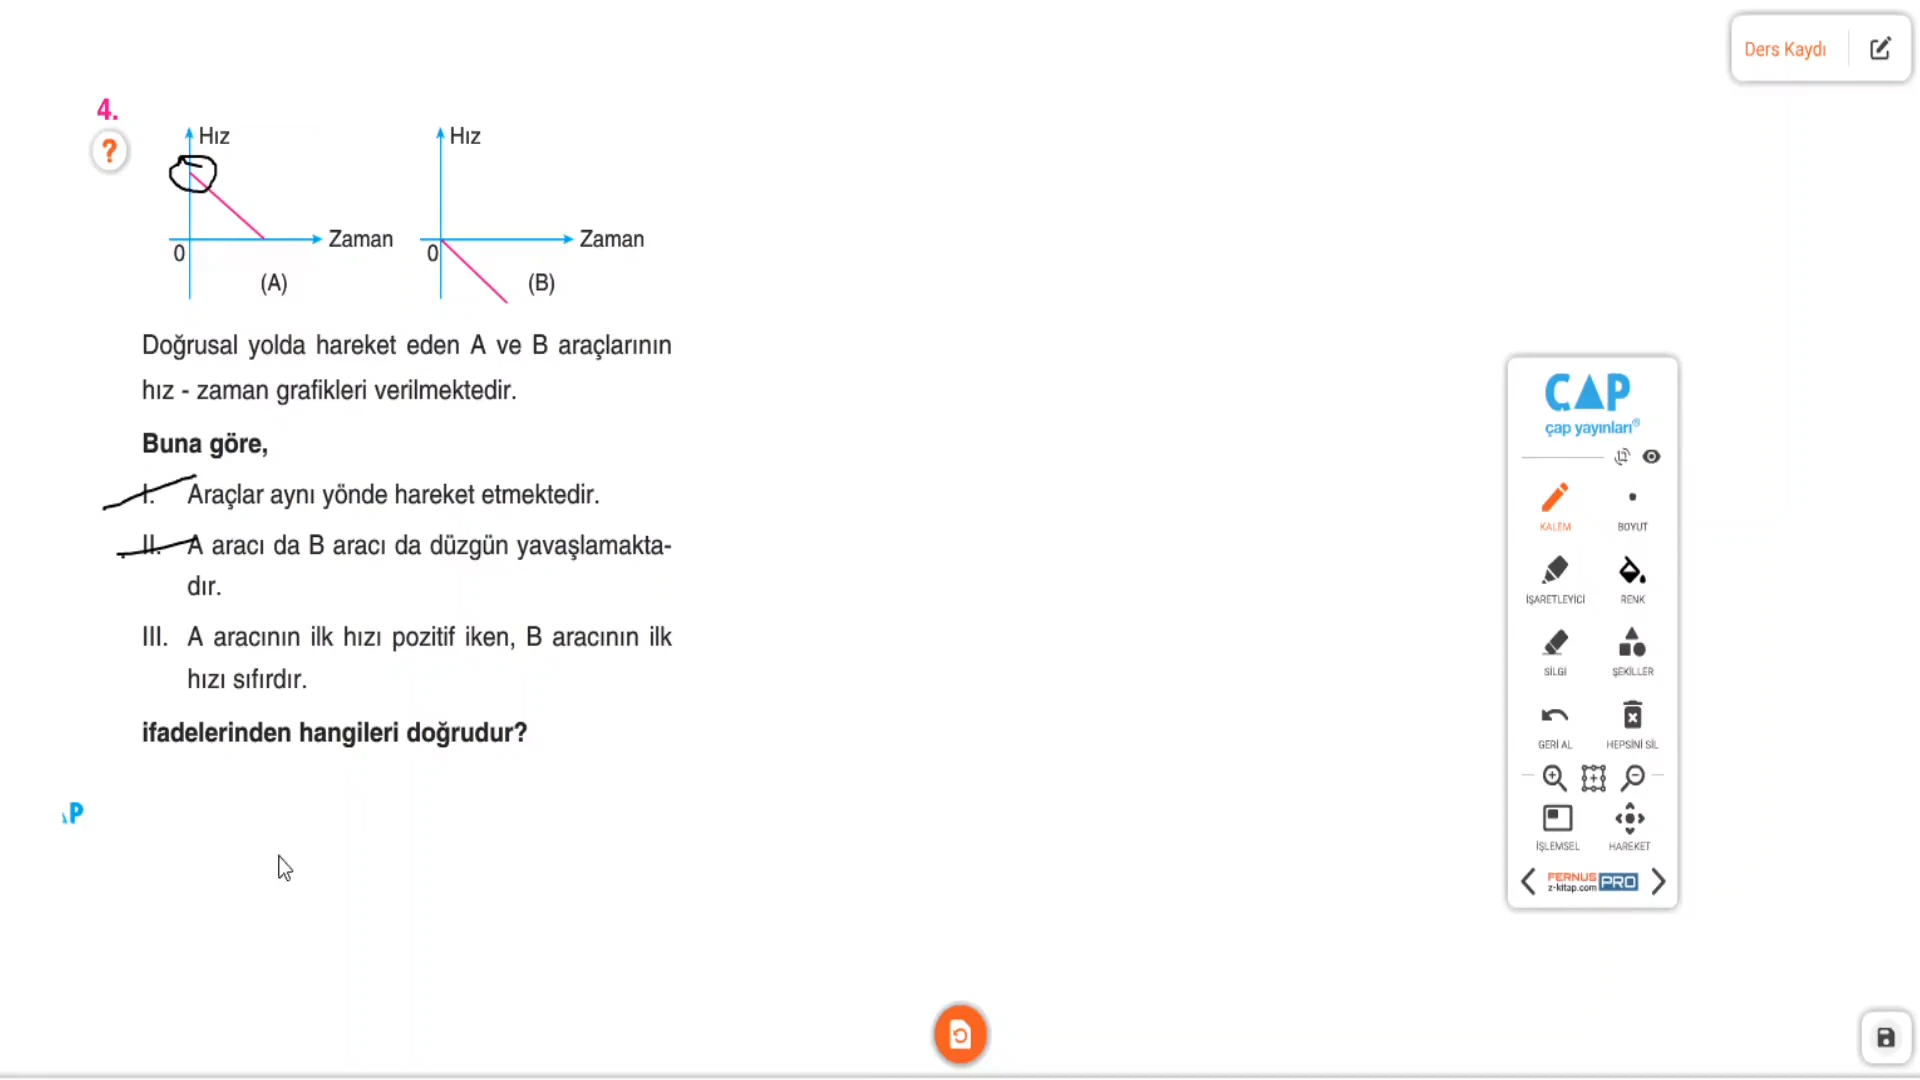 Ders Kaydı
4.
?
Hız
Hız
Zaman
Zaman
0
0
(A)
(B)
Doğrusal yolda hareket eden A ve B araçlarının
hız - zaman grafikleri verilmektedir.
Buna göre,
I. Araçlar aynı yönde hareket etmektedir.
II. A aracı da B aracı da düzgün yavaşlamakta-
dır.
III. A aracının ilk hızı pozitif iken, B aracının ilk
hızı sıfırdır.
ifadelerinden hangileri doğrudur?
AP
ÇAP
çap yayınları®
KALEM
BOYUT
İŞARETLEYİCİ
RENK
SİLGİ
ŞEKİLLER
GERİ AL
HEPSİNİ SİL
İŞLEMSEL
HAREKET
FERNUS
z-kitap.com
PRO